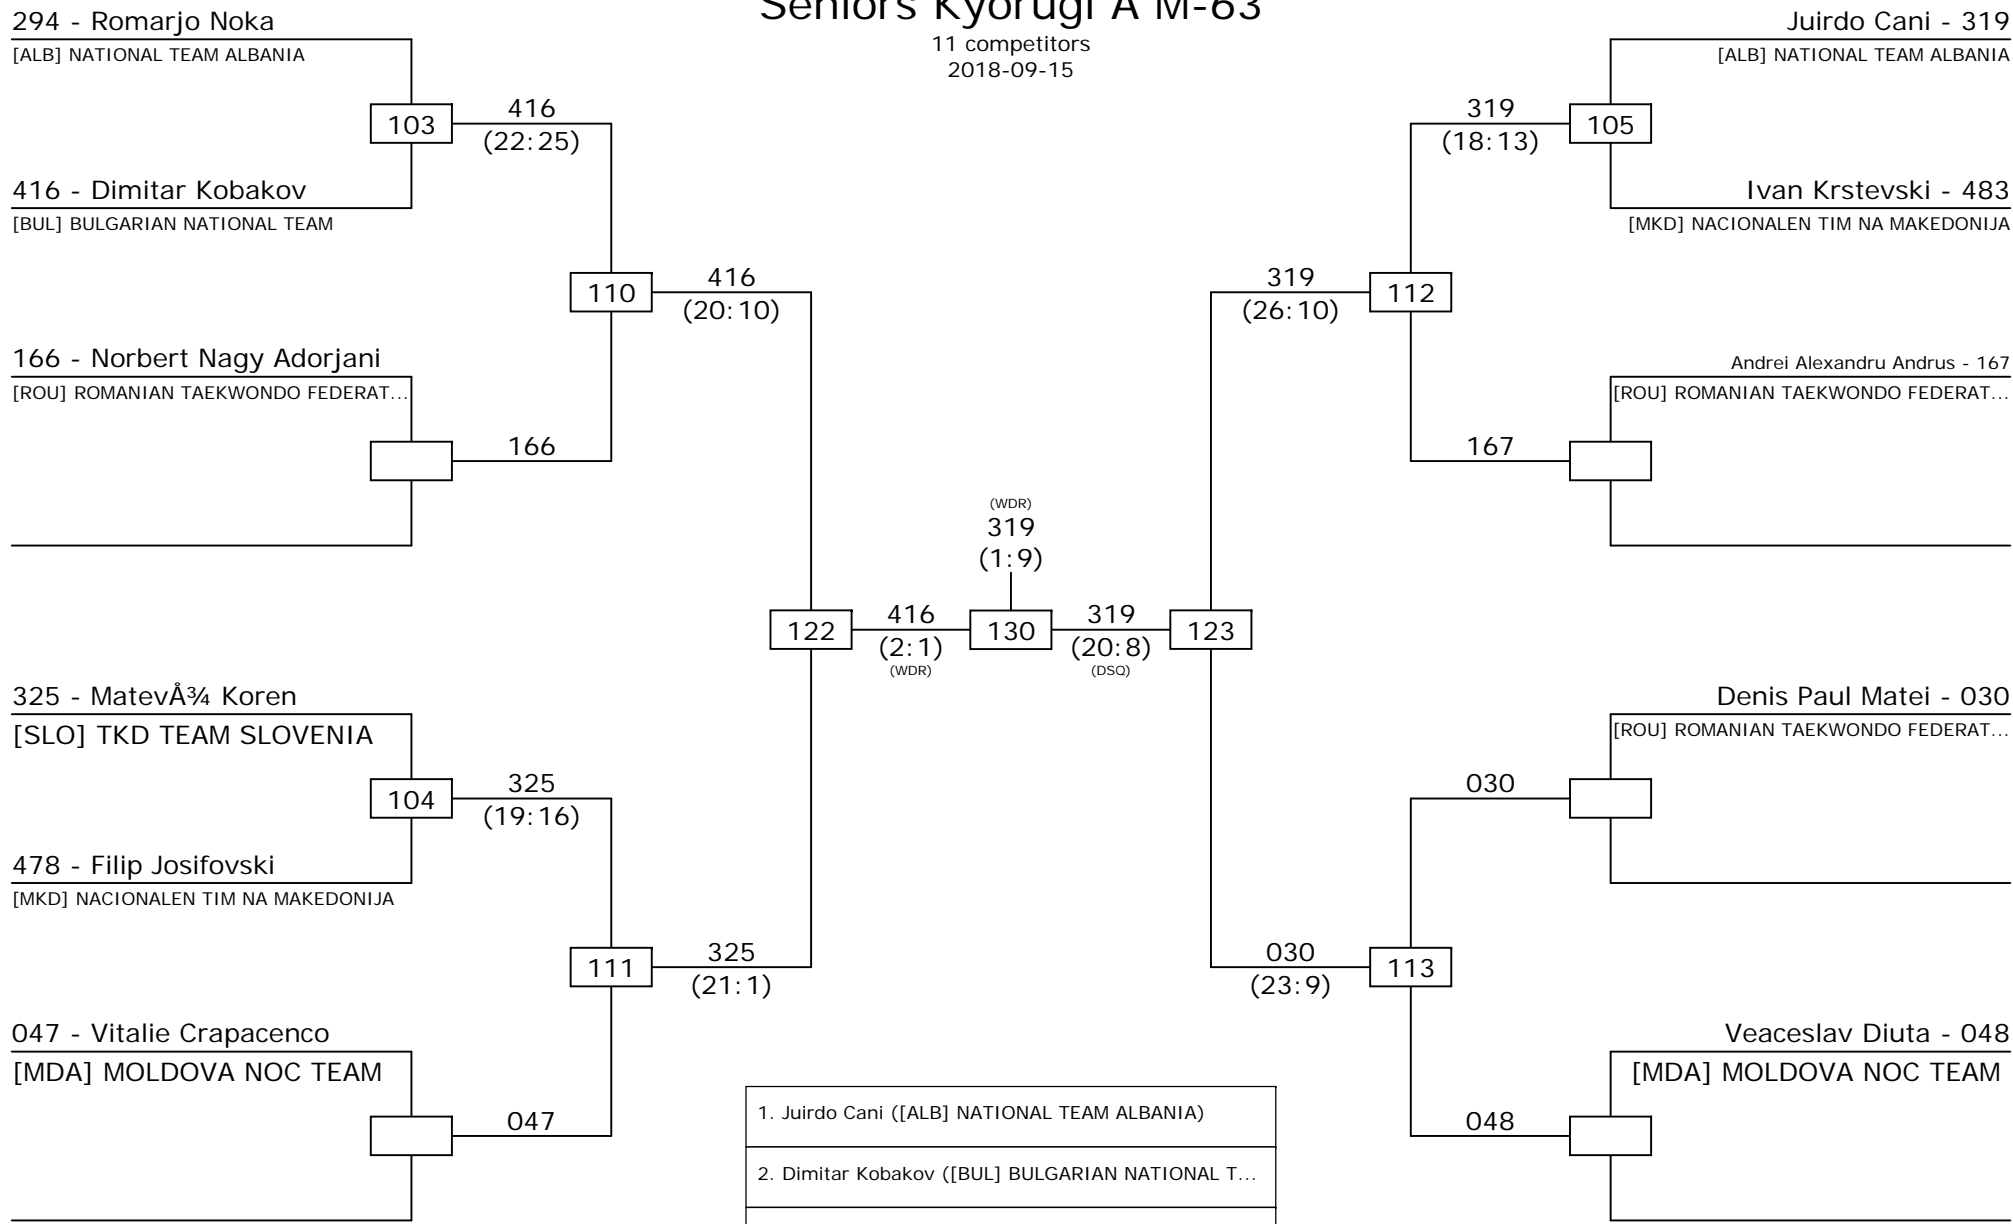 Seniors Kyorugi A M-63
11 competitors
2018-09-15
294 - Romarjo Noka
[ALB] NATIONAL TEAM ALBANIA
103
416
(22:25)
416 - Dimitar Kobakov
[BUL] BULGARIAN NATIONAL TEAM
110
416
(20:10)
166 - Norbert Nagy Adorjani
[ROU] ROMANIAN TAEKWONDO FEDERAT...
166
122
416
(2:1)
(WDR)
325 - MatevÅ¾ Koren
[SLO] TKD TEAM SLOVENIA
104
325
(19:16)
478 - Filip Josifovski
[MKD] NACIONALEN TIM NA MAKEDONIJA
111
325
(21:1)
047 - Vitalie Crapacenco
[MDA] MOLDOVA NOC TEAM
047
(WDR)
319
(1:9)
130
Juirdo Cani - 319
[ALB] NATIONAL TEAM ALBANIA
319
(18:13)
105
Ivan Krstevski - 483
[MKD] NACIONALEN TIM NA MAKEDONIJA
319
(26:10)
112
Andrei Alexandru Andrus - 167
[ROU] ROMANIAN TAEKWONDO FEDERAT...
167
319
(20:8)
(DSQ)
123
Denis Paul Matei - 030
[ROU] ROMANIAN TAEKWONDO FEDERAT...
030
030
(23:9)
113
Veaceslav Diuta - 048
[MDA] MOLDOVA NOC TEAM
048
1. Juirdo Cani ([ALB] NATIONAL TEAM ALBANIA)
2. Dimitar Kobakov ([BUL] BULGARIAN NATIONAL T...